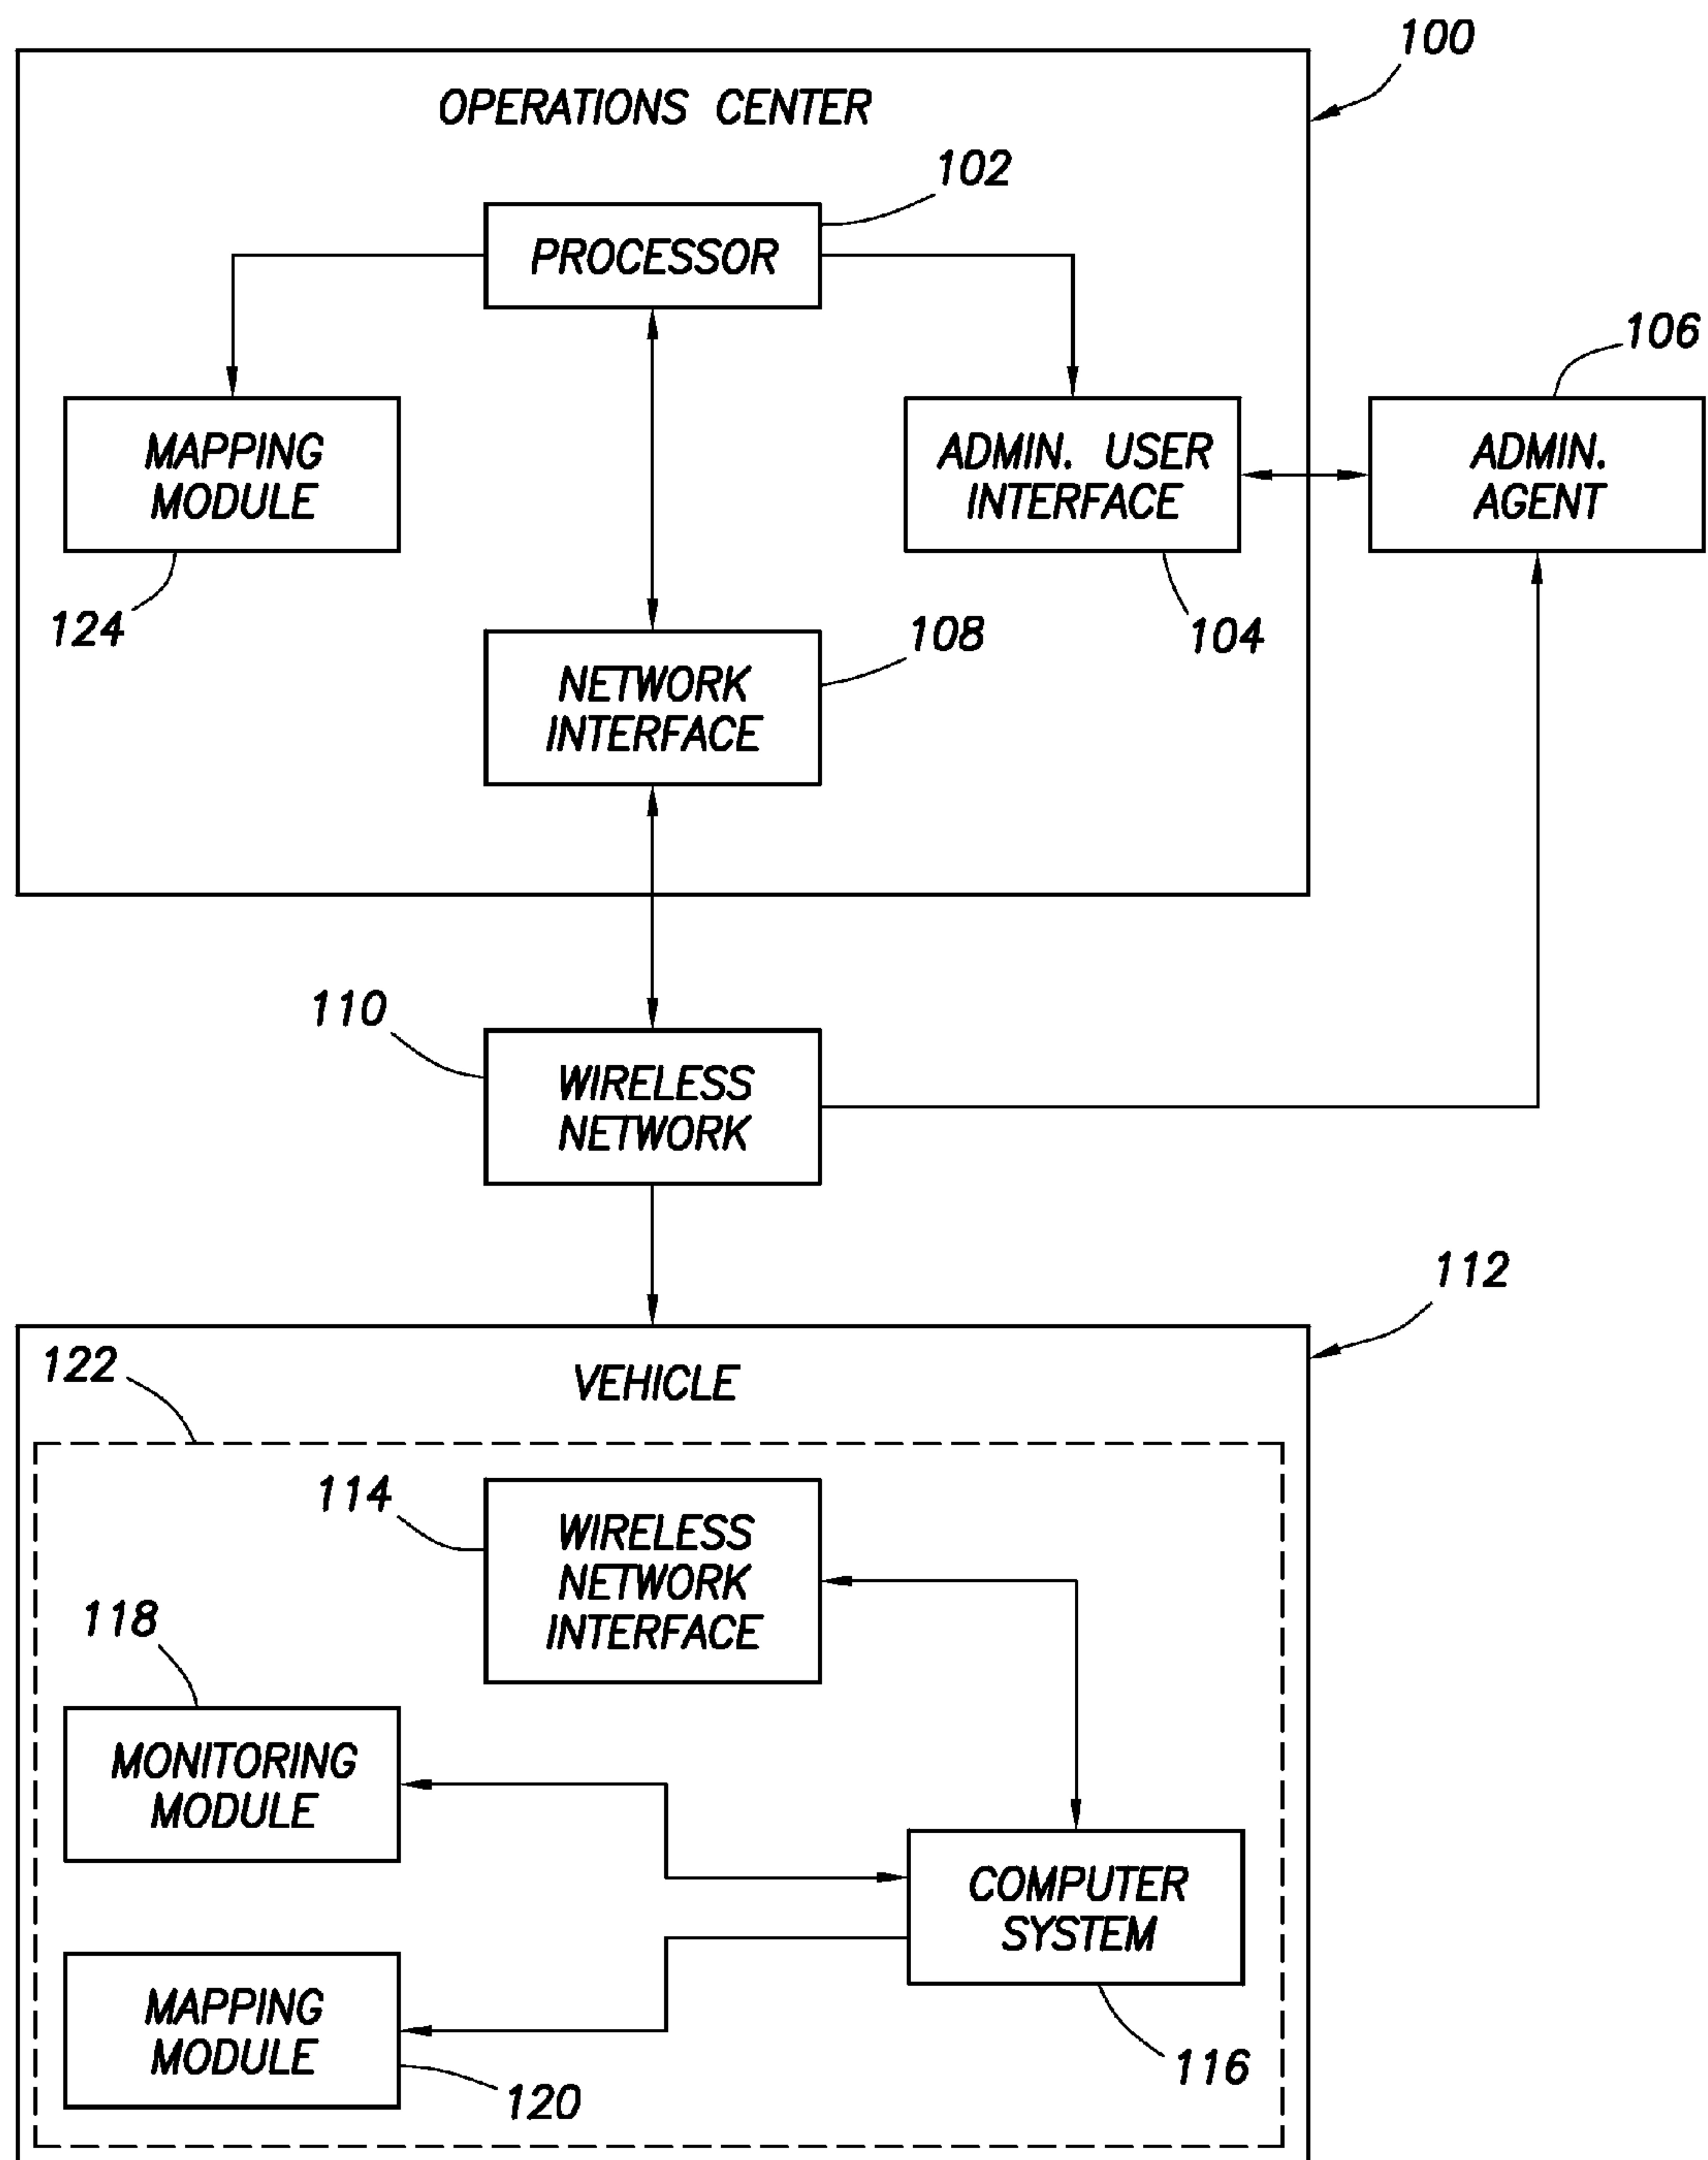 100
OPERATIONS CENTER
102
PROCESSOR
106
MAPPING
MODULE
ADMIN. USER
INTERFACE
ADMIN.
AGENT
124
108
104
NETWORK
INTERFACE
110
WIRELESS
NETWORK
112
122
VEHICLE
114
WIRELESS
NETWORK
INTERFACE
118
MONITORING
MODULE
COMPUTER
SYSTEM
MAPPING
MODULE
116
120